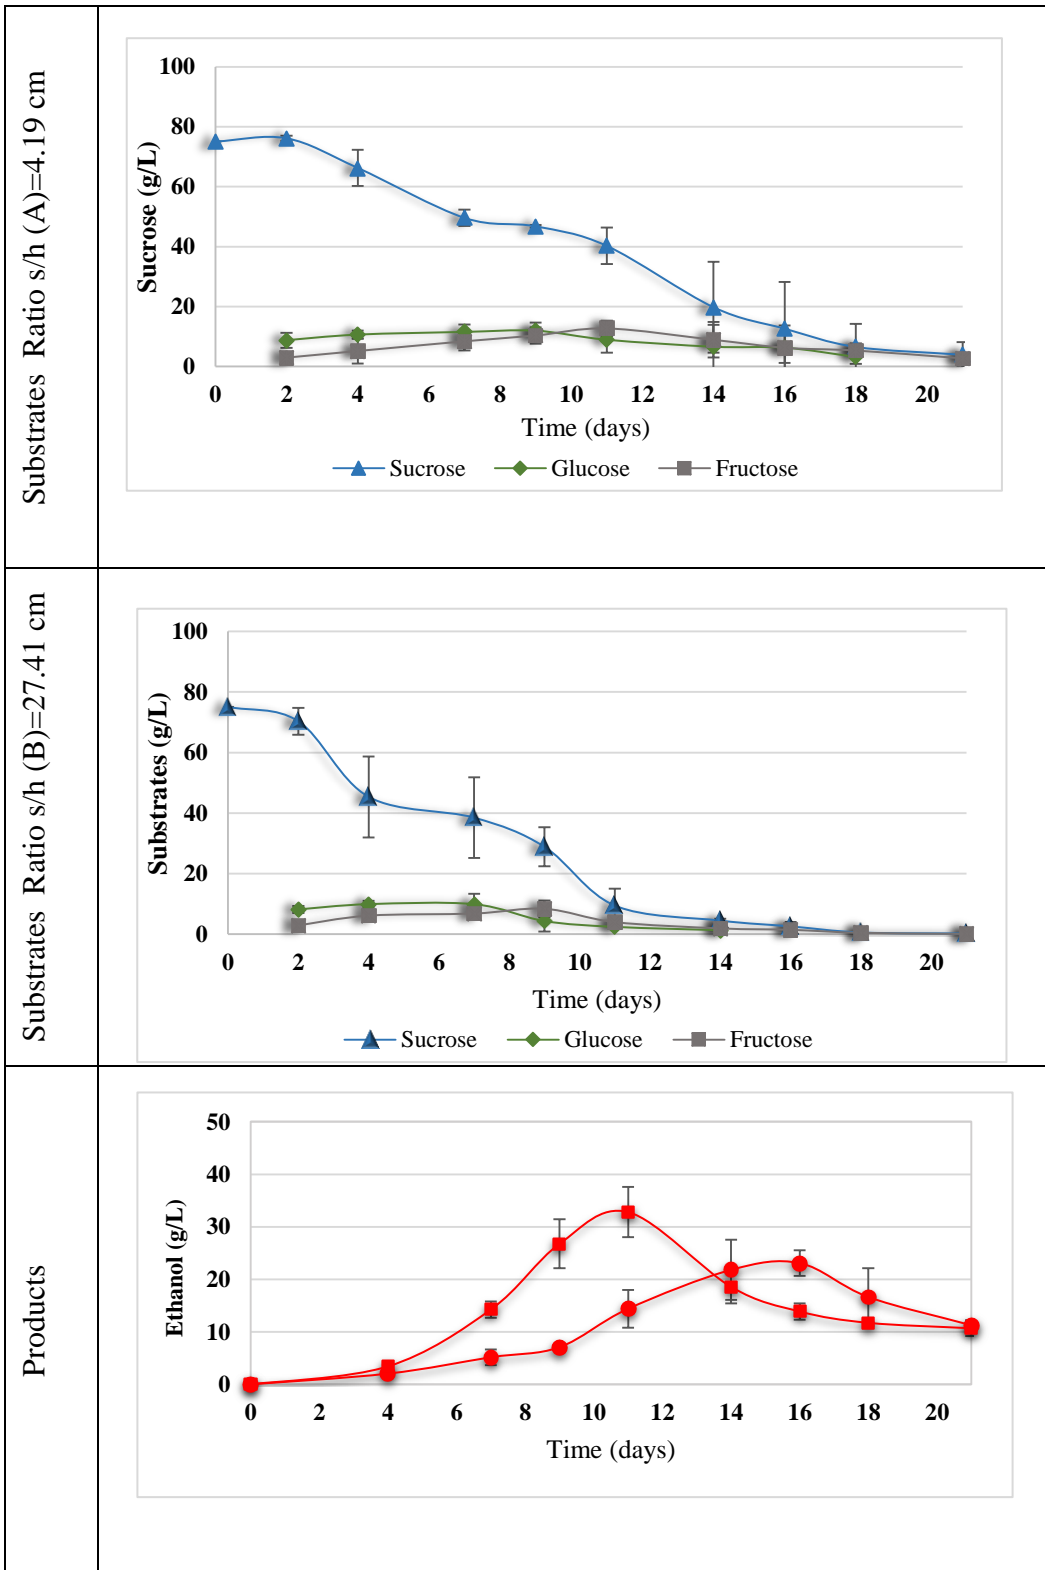 Substrates Ratio s/h (A)=4.19 cm
Sucrose (g/L)
100
80
60
40
20
0
0 2 4 6 8 10 12 14 16 18 20
Time (days)
Sucrose Glucose Fructose
Substrates Ratio s/h (B)=27.41 cm
Substrates (g/L)
100
80
60
40
20
0
0 2 4 6 8 10 12 14 16 18 20
Time (days)
Sucrose Glucose Fructose
Products
Ethanol (g/L)
50
40
30
20
10
0
0 2 4 6 8 10 12 14 16 18 20
Time (days)